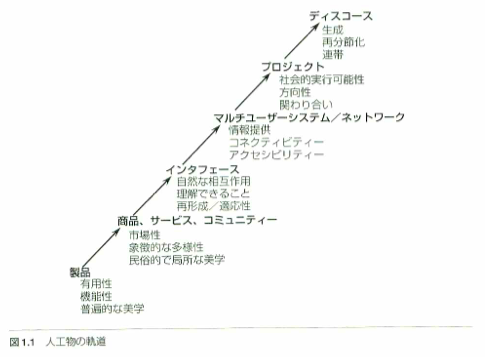 ディスコース
生成
再分節化
連帯
プロジェクト
社会的実行可能性
方向性
関わり合い
マルチユーザーシステム／ネットワーク
情報提供
コネクティビティー
アクセシビリティー
インタフェース
自然な相互作用
理解できること
再形成／適応性
商品、サービス、コミュニティー
市場性
象徴的な多様性
民俗的で局所な美学
製品
有用性
機能性
普遍的な美学
図1.1 人工物の軌道